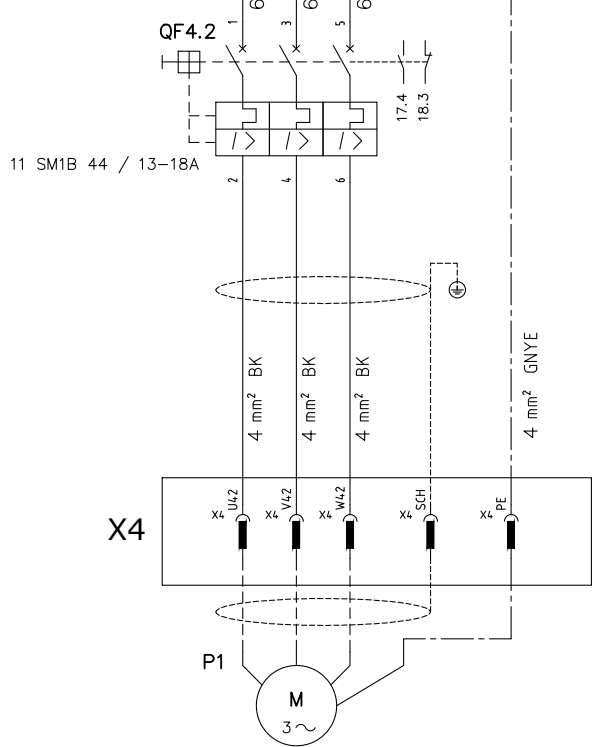 6 6 6
1 3 5
QF4.2
17.4 18.3
11 SM1B 44 / 13-18A
2 4 6
4 mm² BK
4 mm² BK
4 mm² BK
4 mm² GNYE
X4 U42
X4 V42
X4 W42
X4 SCH
X4 PE
X4
P1
M
3~